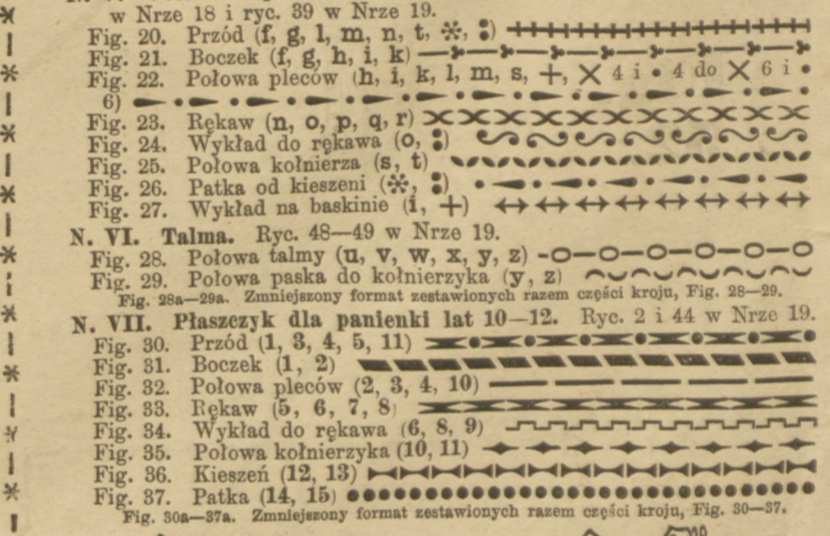 w Nrze 18 i ryc. 39 w Nrze 19.
Fig. 20. Przód (f, g, l, m, n, t, ※, :)
Fig. 21. Boczek (f, g, h, i, k)
Fig. 22. Połowa pleców (h, i, k, l, m, s, +, × 4 i • 4 do × 6 i •
6)
Fig. 23. Rękaw (n, o, p, q, r)
Fig. 24. Wykład do rękawa (o, :)
Fig. 25. Połowa kołnierza (s, t)
Fig. 26. Patka od kieszeni (※, :)
Fig. 27. Wykład na baskinie (i, +)
N. VI. Talma. Ryc. 48—49 w Nrze 19.
Fig. 28. Połowa talmy (u, v, w, x, y, z)
Fig. 29. Połowa paska do kołnierzyka (y, z)
Fig. 28a—29a. Zmniejszony format zestawionych razem części kroju, Fig. 28—29.
N. VII. Płaszczyk dla panienki lat 10—12. Ryc. 2 i 44 w Nrze 19.
Fig. 30. Przód (1, 3, 4, 5, 11)
Fig. 31. Boczek (1, 2)
Fig. 32. Połowa pleców (2, 3, 4, 10)
Fig. 33. Rękaw (5, 6, 7, 8)
Fig. 34. Wykład do rękawa (6, 8, 9)
Fig. 35. Połowa kołnierzyka (10, 11)
Fig. 36. Kieszeń (12, 13)
Fig. 37. Patka (14, 15)
Fig. 30a—37a. Zmniejszony format zestawionych razem części kroju, Fig. 30—37.